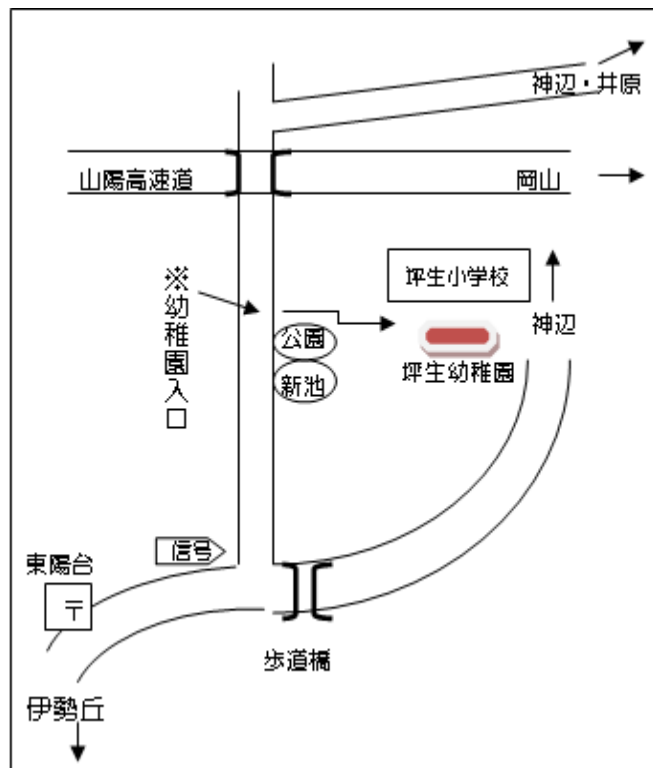 神辺・井原
山陽高速道
岡山
※幼稚園入口
坪生小学校
神辺
公園
坪生幼稚園
新池
信号
東陽台
〒
歩道橋
伊勢丘